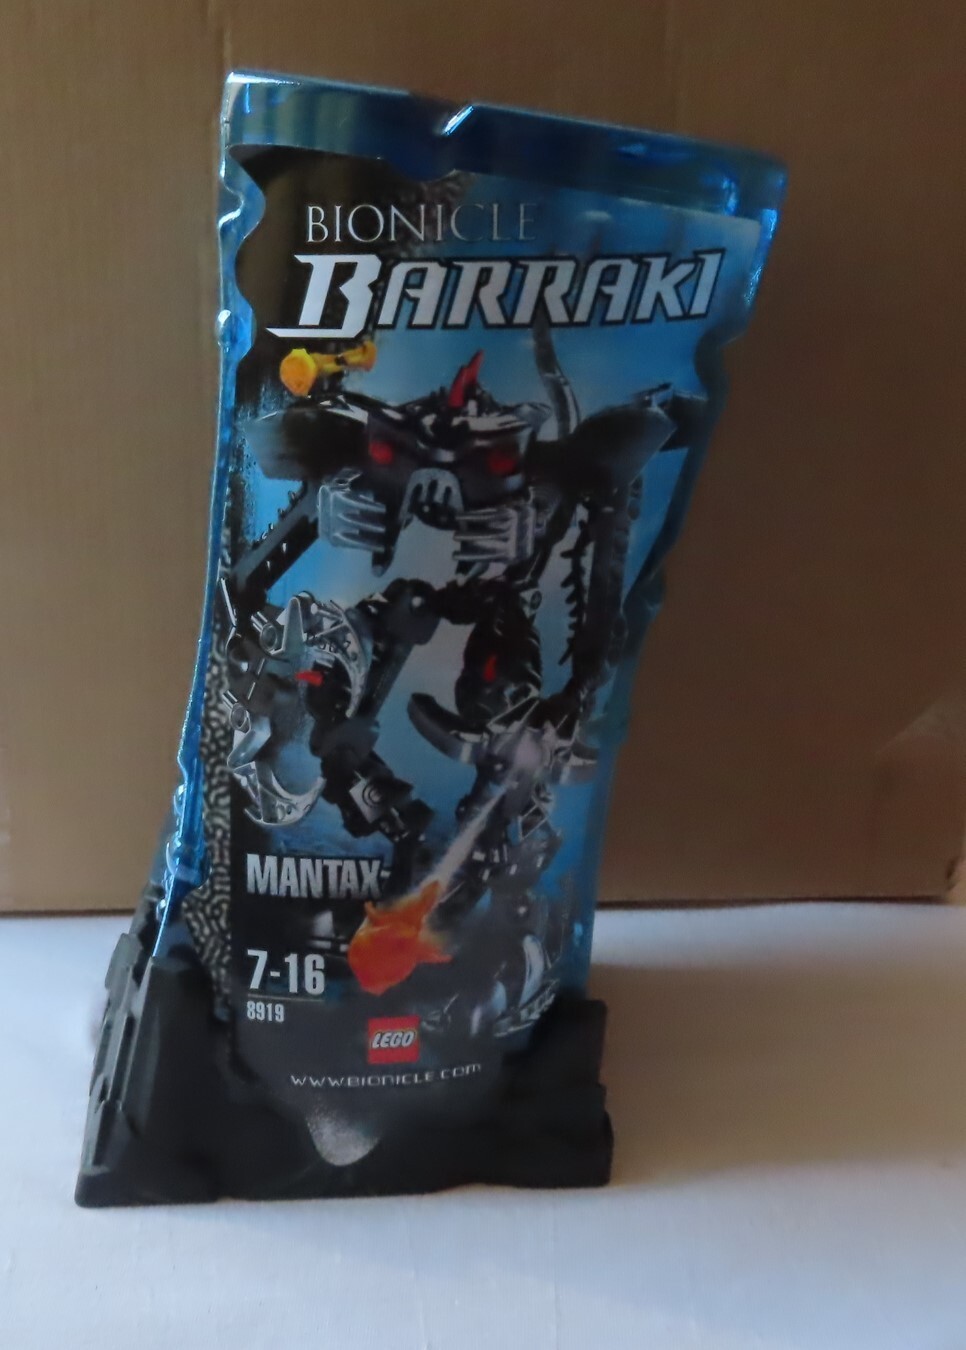 BIONICLE
BARRAKI
MANTAX
7-16
8919
LEGO
WWW.BIONICLE.COM